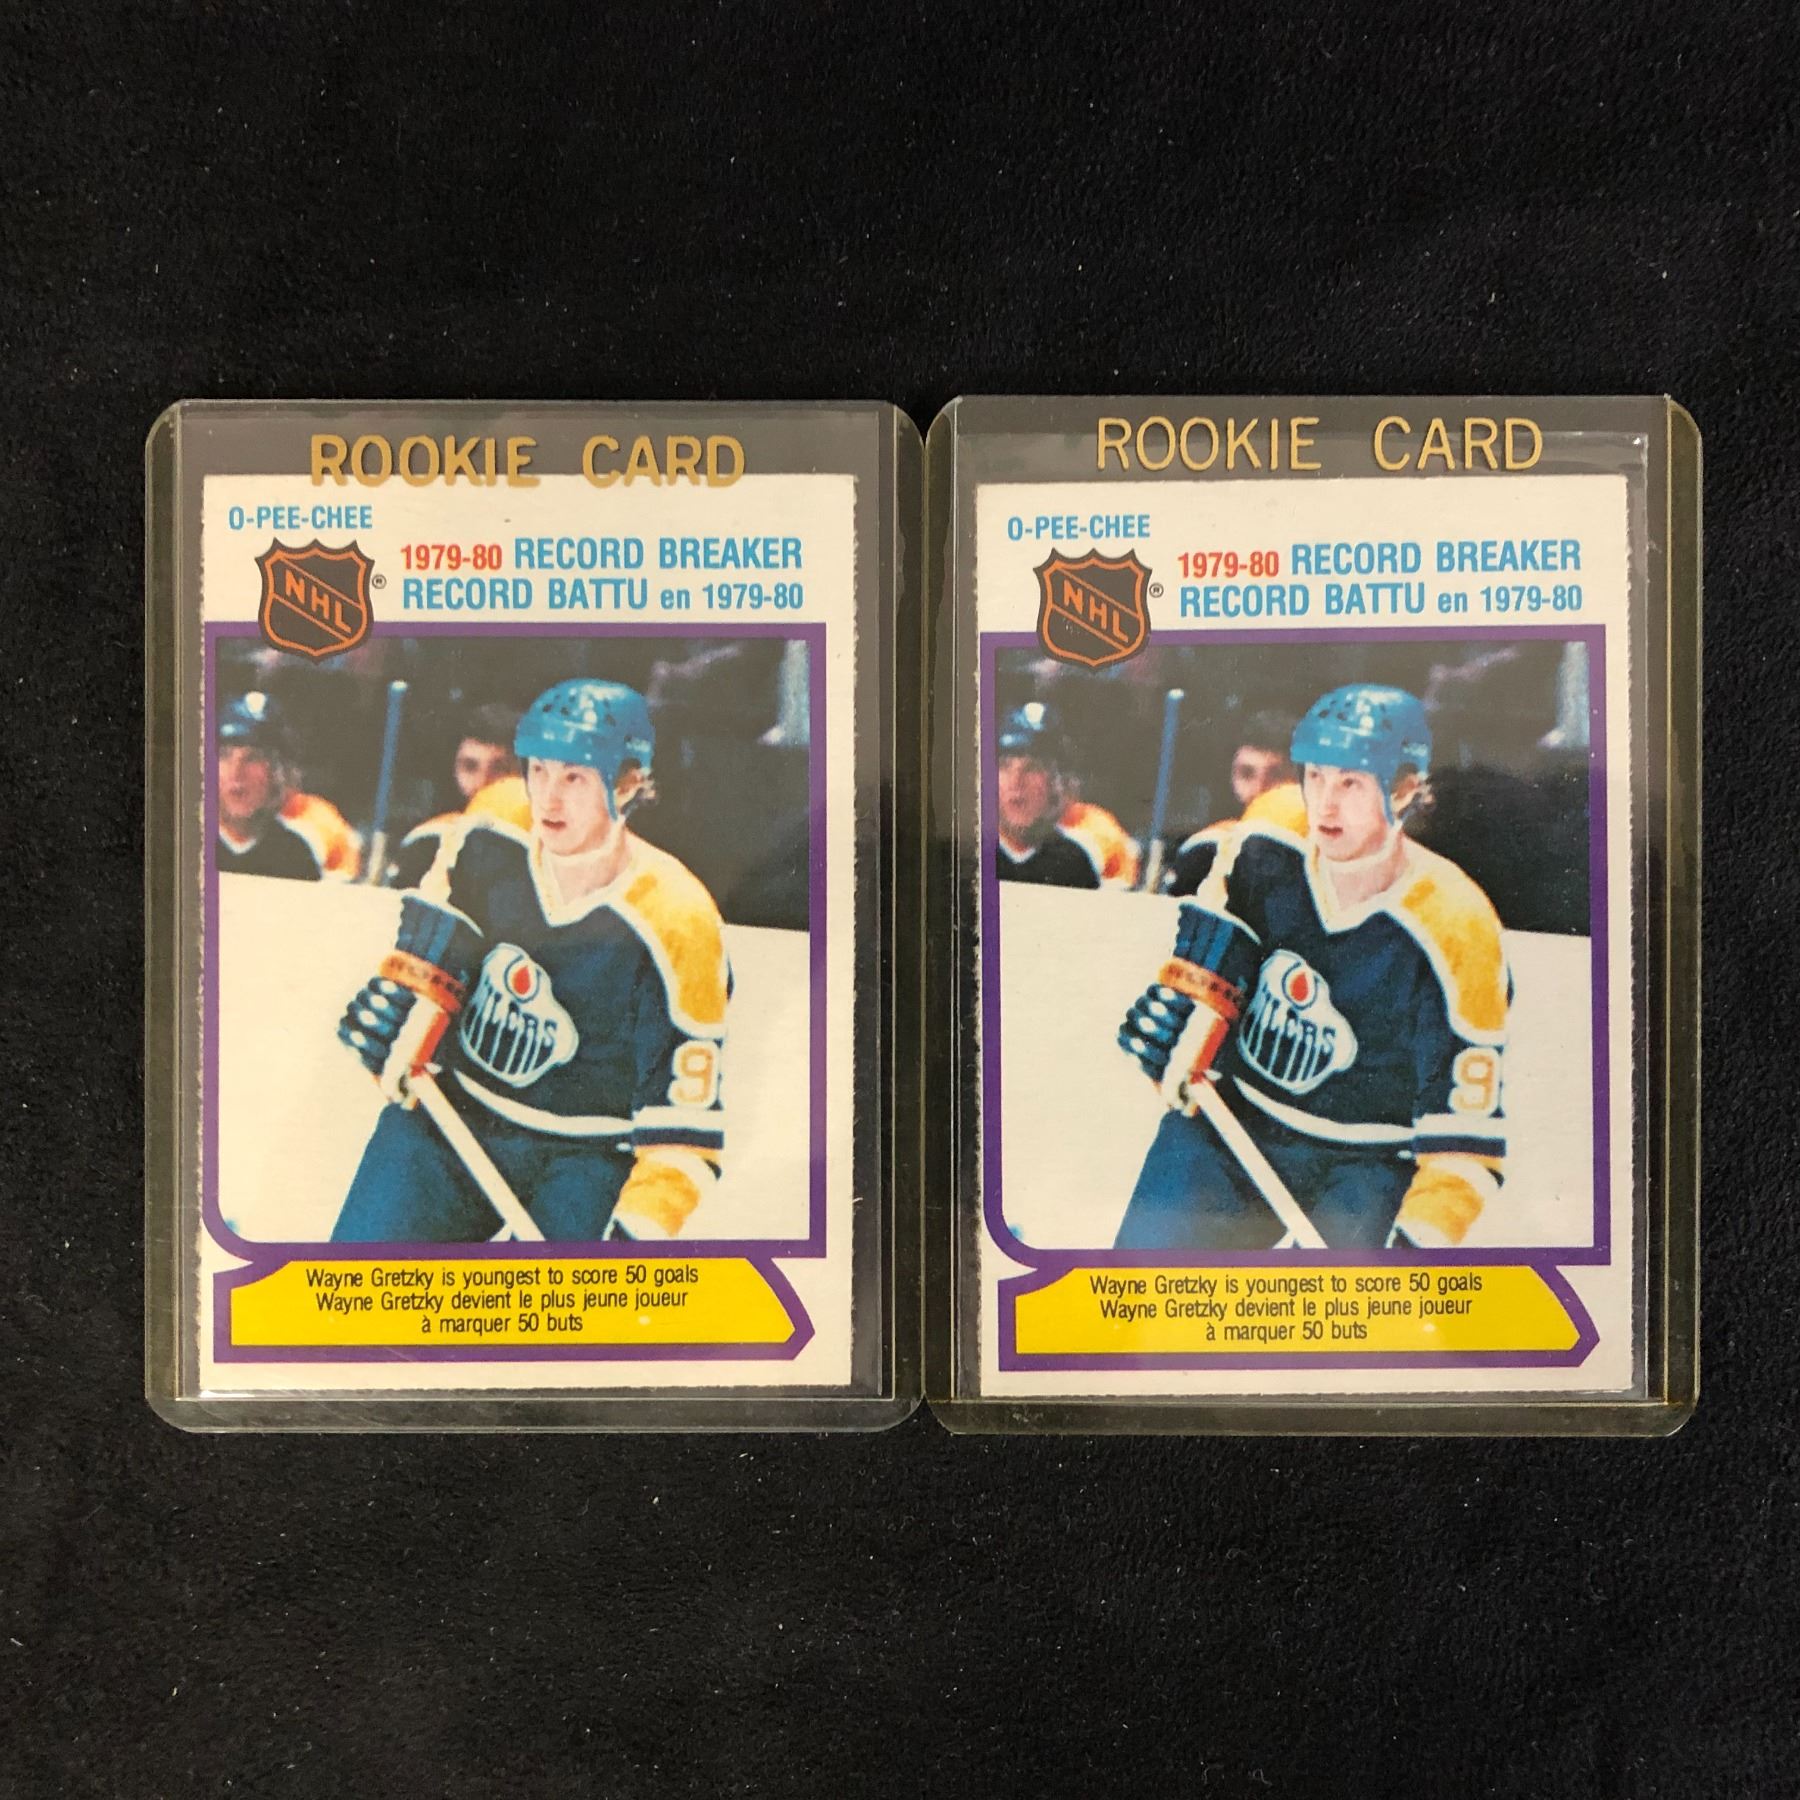 ROOKIE CARD
O-PEE-CHEE
NHL ®
1979-80 RECORD BREAKER
RECORD BATTU en 1979-80
OILERS
9
Wayne Gretzky is youngest to score 50 goals
Wayne Gretzky devient le plus jeune joueur
à marquer 50 buts
ROOKIE CARD
O-PEE-CHEE
NHL ®
1979-80 RECORD BREAKER
RECORD BATTU en 1979-80
OILERS
9
Wayne Gretzky is youngest to score 50 goals
Wayne Gretzky devient le plus jeune joueur
à marquer 50 buts